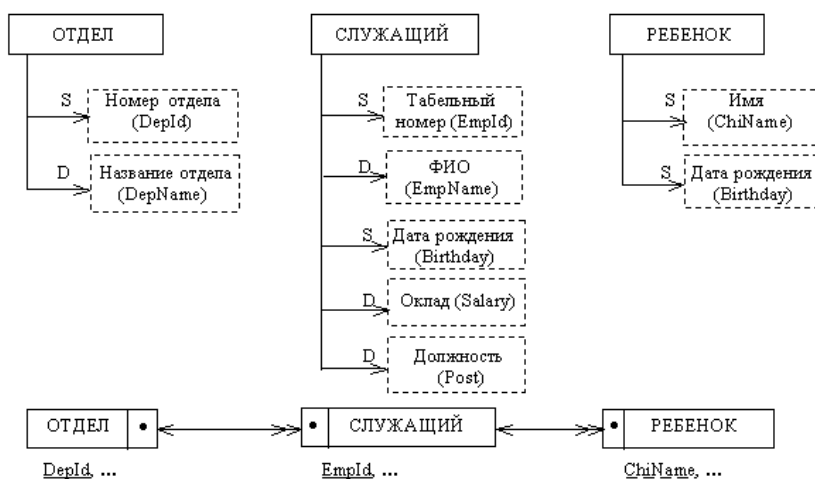 ОТДЕЛ
S
Номер отдела
(DepId)
D
Название отдела
(DepName)
СЛУЖАЩИЙ
S
Табельный
номер (EmpId)
D
ФИО
(EmpName)
S
Дата рождения
(Birthday)
D
Оклад (Salary)
D
Должность
(Post)
РЕБЕНОК
S
Имя
(ChiName)
S
Дата рождения
(Birthday)
ОТДЕЛ
СЛУЖАЩИЙ
РЕБЕНОК
DepId, ...
EmpId, ...
ChiName, ...